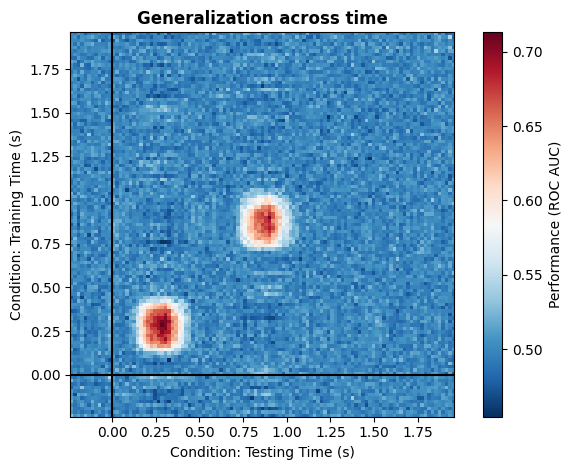 Generalization across time
Condition: Training Time (s)
1.75
1.50
1.25
1.00
0.75
0.50
0.25
0.00
0.00 0.25 0.50 0.75 1.00 1.25 1.50 1.75
Condition: Testing Time (s)
0.70
0.65
0.60
0.55
0.50
Performance (ROC AUC)